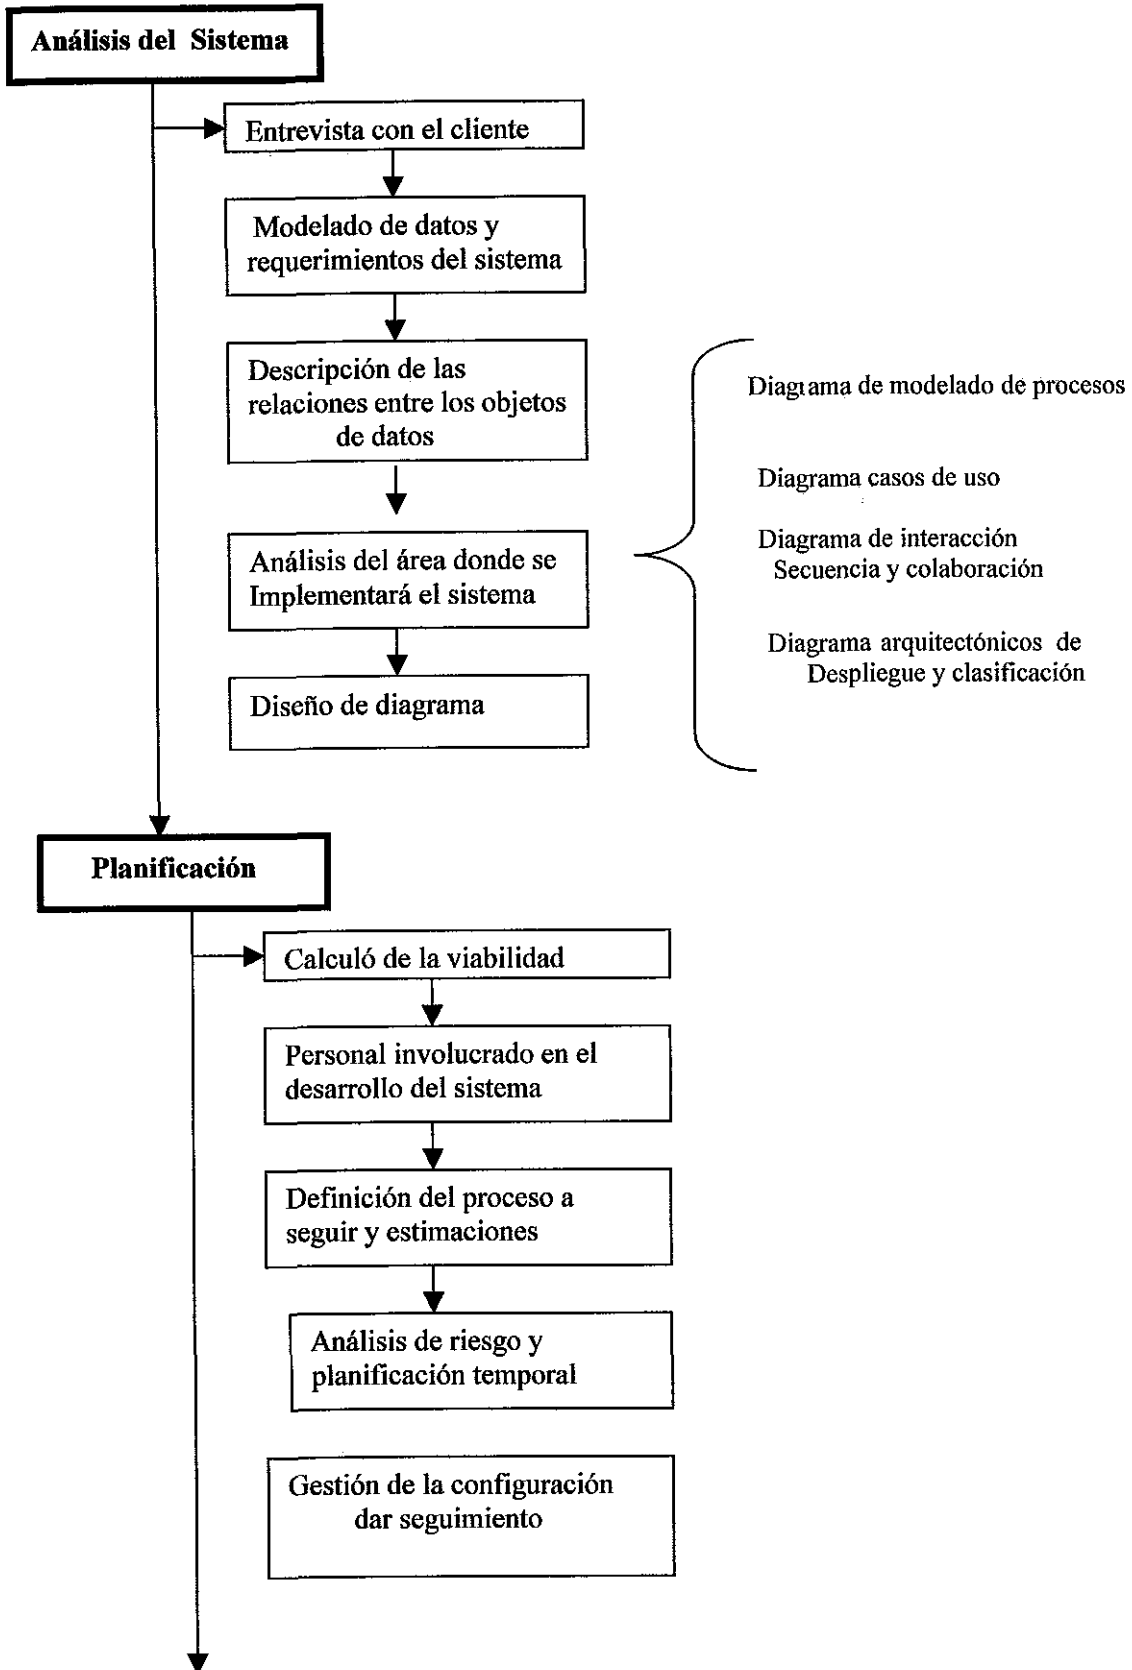 Análisis del Sistema
Entrevista con el cliente
Modelado de datos y
requerimientos del sistema
Descripción de las
relaciones entre los objetos
de datos
Análisis del área donde se
Implementará el sistema
Diseño de diagrama
Diagrama de modelado de procesos
Diagrama casos de uso
Diagrama de interacción
Secuencia y colaboración
Diagrama arquitectónicos de
Despliegue y clasificación
Planificación
Calculó de la viabilidad
Personal involucrado en el
desarrollo del sistema
Definición del proceso a
seguir y estimaciones
Análisis de riesgo y
planificación temporal
Gestión de la configuración
dar seguimiento